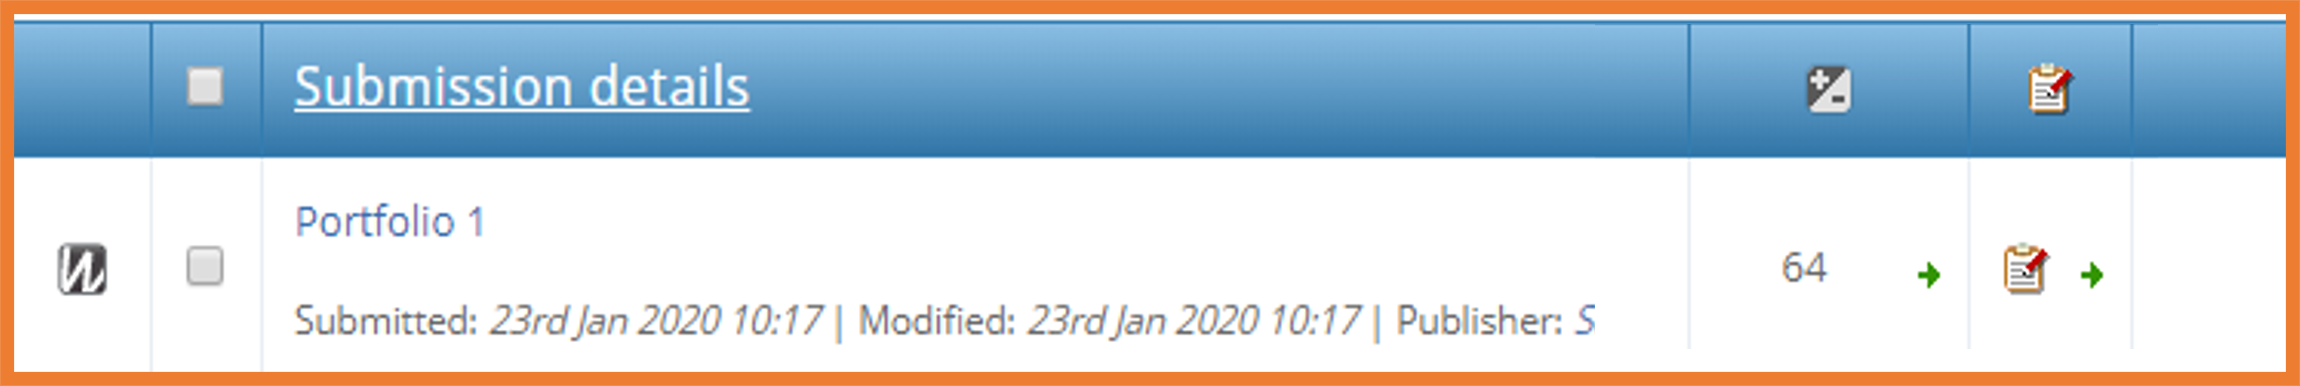 Submission details
Portfolio 1
64
Submitted: 23rd Jan 2020 10:17 | Modified: 23rd Jan 2020 10:17 | Publisher: S